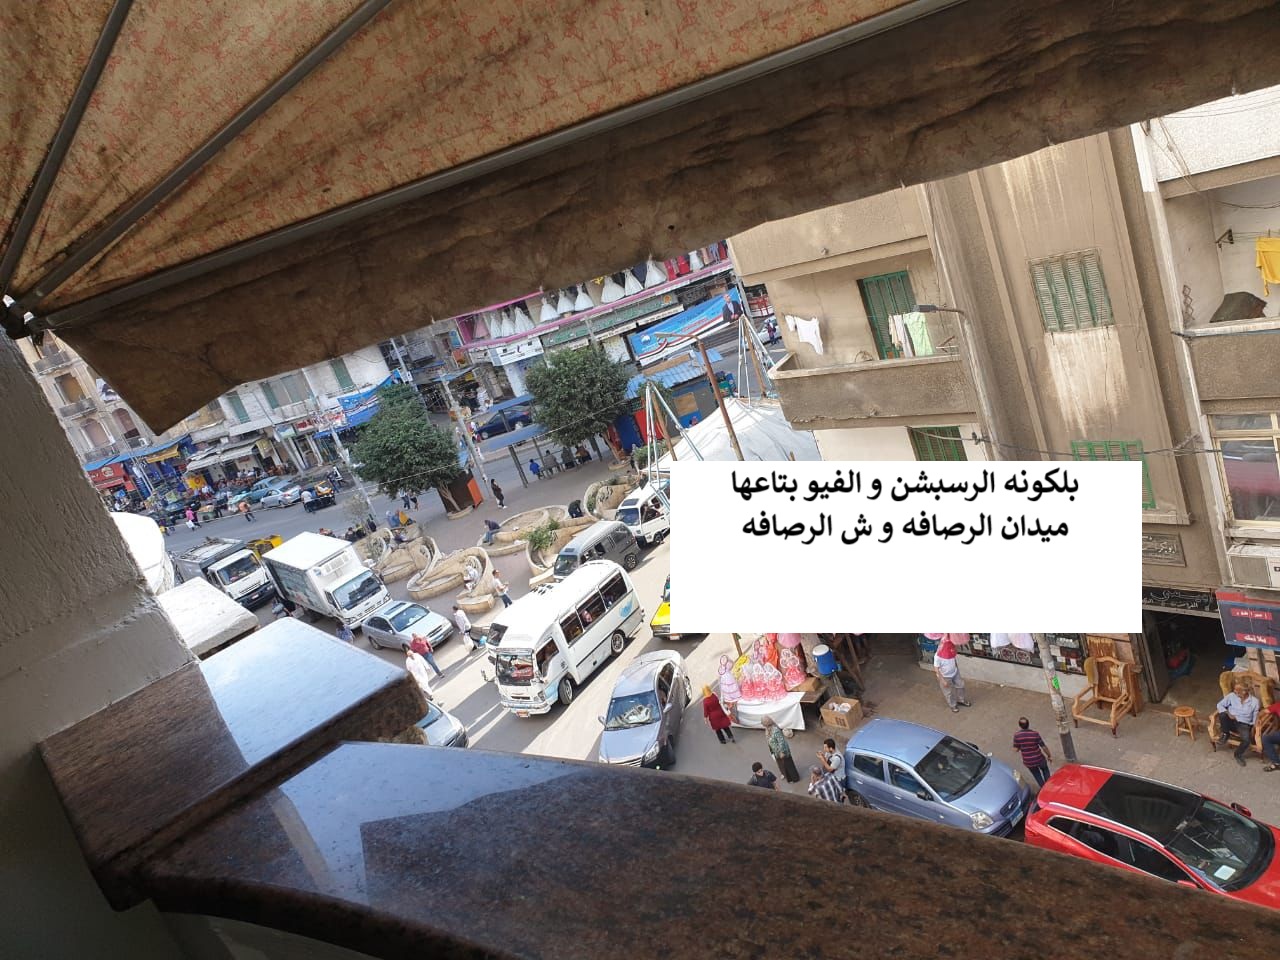 بلكونه الرسبشن و الفيو بتاعها
ميدان الرصافه و ش الرصافه